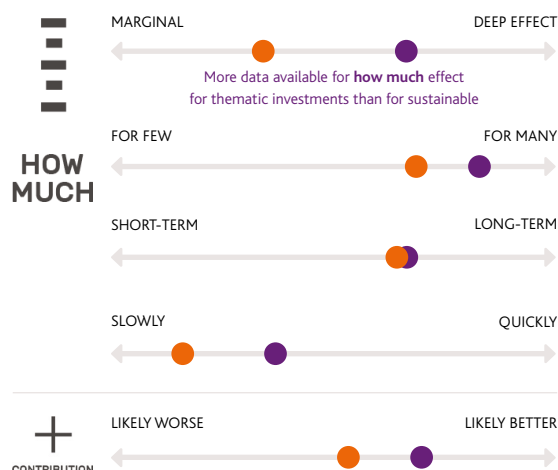 MARGINAL DEEP EFFECT
More data available for how much effect
for thematic investments than for sustainable
FOR FEW FOR MANY
HOW
MUCH
SHORT-TERM LONG-TERM
SLOWLY QUICKLY
LIKELY WORSE LIKELY BETTER
CONTRIBUTION